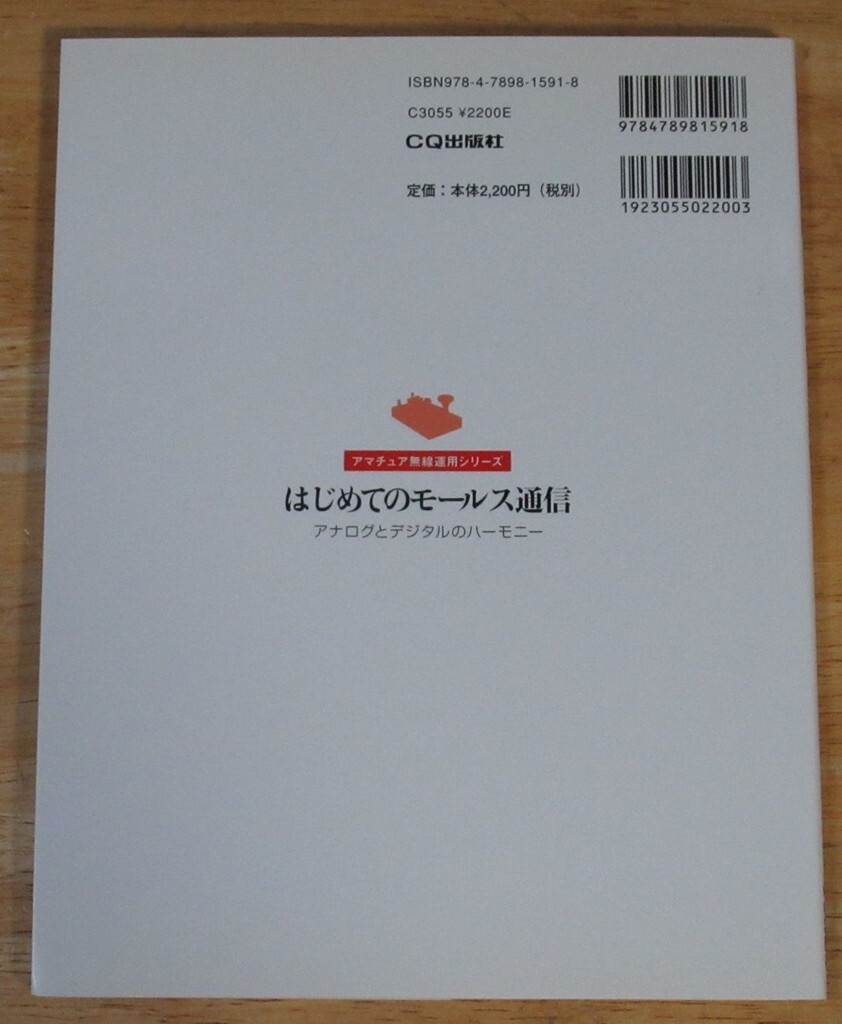 ISBN978-4-7898-1591-8
C3055 ¥2200E
CQ出版社
定価：本体2,200円（税別）
9784789815918
1923055022003
アマチュア無線運用シリーズ
はじめてのモールス通信
アナログとデジタルのハーモニー